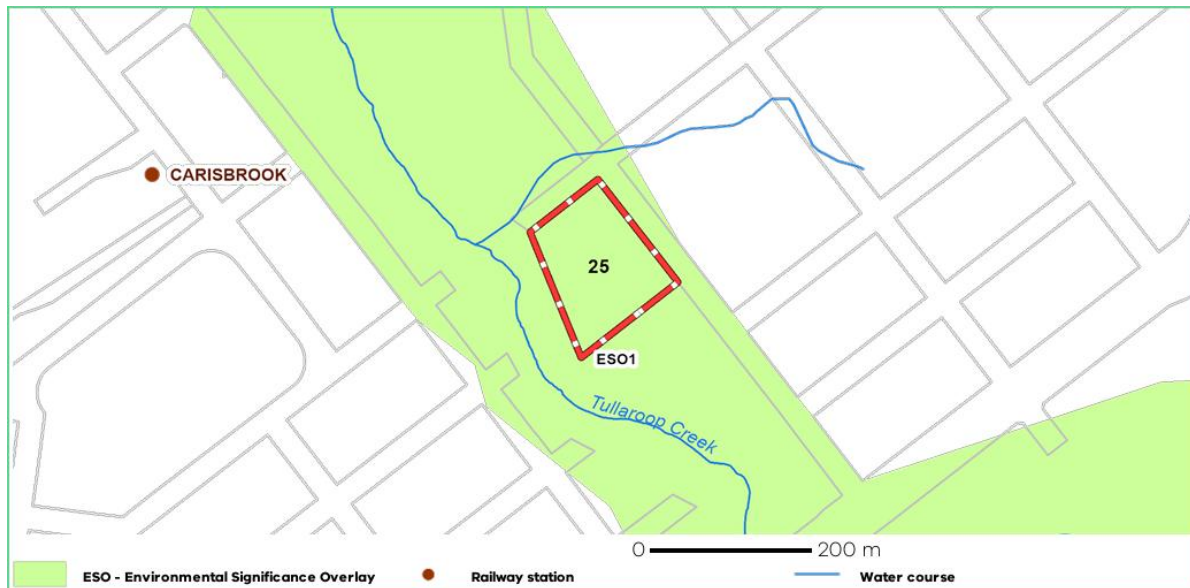 CARISBROOK
25
ESO1
Tullaroop Creek
0 200 m
ESO - Environmental Significance Overlay Railway station Water course